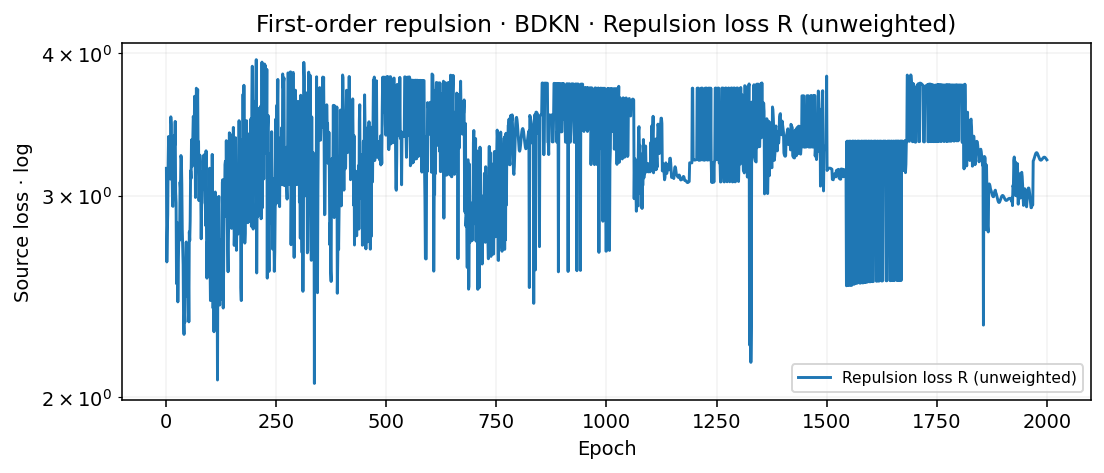 First-order repulsion · BDKN · Repulsion loss R (unweighted)
Source loss · log
4 × 10⁰
3 × 10⁰
2 × 10⁰
0 250 500 750 1000 1250 1500 1750 2000
Epoch
Repulsion loss R (unweighted)